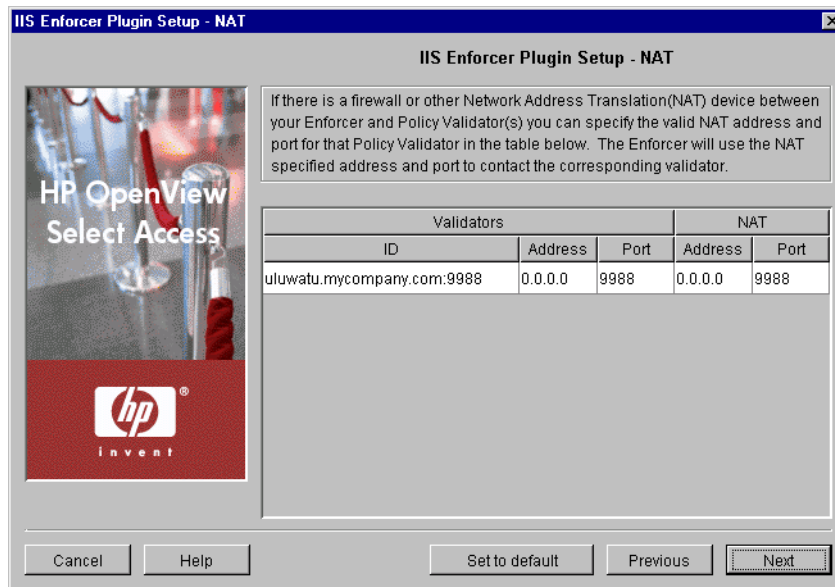 IIS Enforcer Plugin Setup - NAT
IIS Enforcer Plugin Setup - NAT
HP OpenView
Select Access
hp
®
invent
If there is a firewall or other Network Address Translation(NAT) device between
your Enforcer and Policy Validator(s) you can specify the valid NAT address and
port for that Policy Validator in the table below. The Enforcer will use the NAT
specified address and port to contact the corresponding validator.
Validators NAT
ID Address Port Address Port
uluwatu.mycompany.com:9988 0.0.0.0 9988 0.0.0.0 9988
Cancel Help Set to default Previous Next